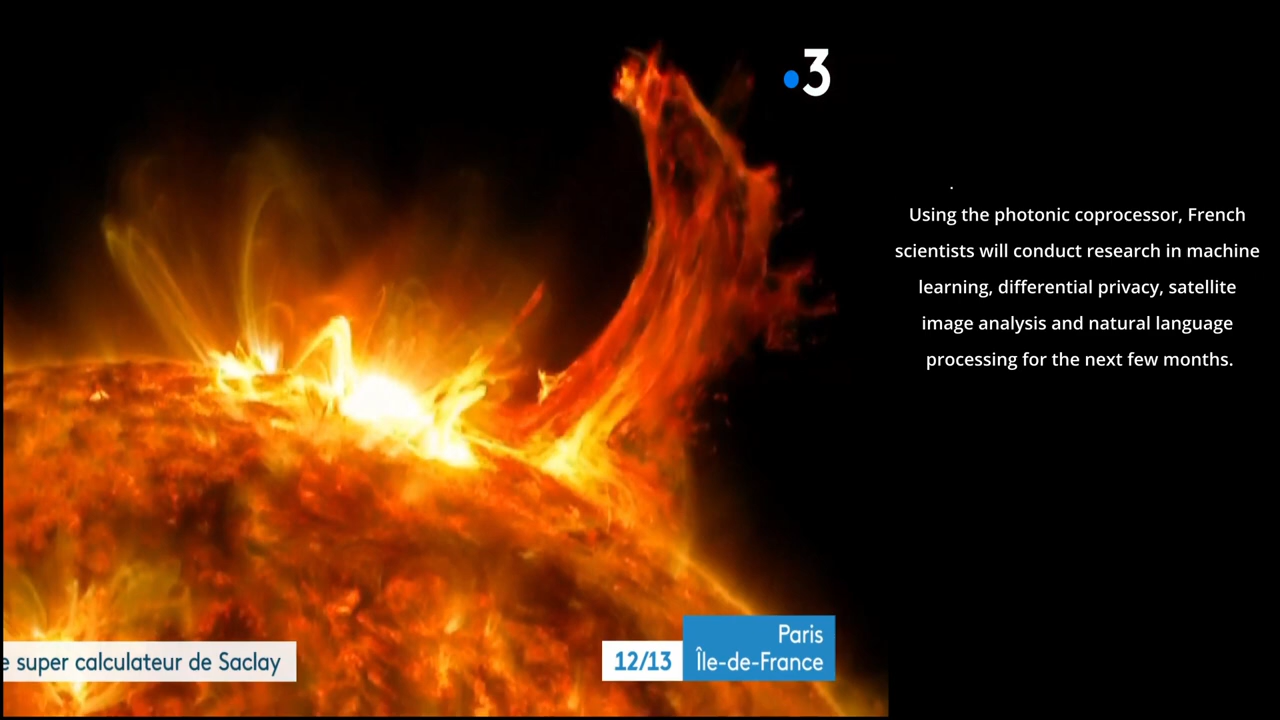 3
.
Using the photonic coprocessor, French
scientists will conduct research in machine
learning, differential privacy, satellite
image analysis and natural language
processing for the next few months.
e super calculateur de Saclay
12/13
Paris
Île-de-France